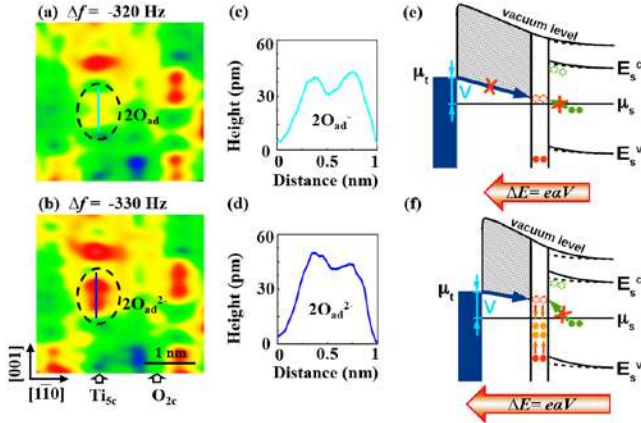 (a) Δf = -320 Hz
2O_ad
(b) Δf = -330 Hz
2O_ad^2-
1 nm
[001]
[11̄0]
Ti_5c
O_2c
(c)
60
30
0
Height (pm)
2O_ad^-
0 0.5 1
Distance (nm)
(d)
60
30
0
Height (pm)
2O_ad^2-
0 0.5 1
Distance (nm)
(e)
vacuum level
μ_t
V
E_s^c
μ_s
E_s^v
ΔE= eαV
(f)
vacuum level
μ_t
V
E_s^c
μ_s
E_s^v
ΔE= eαV